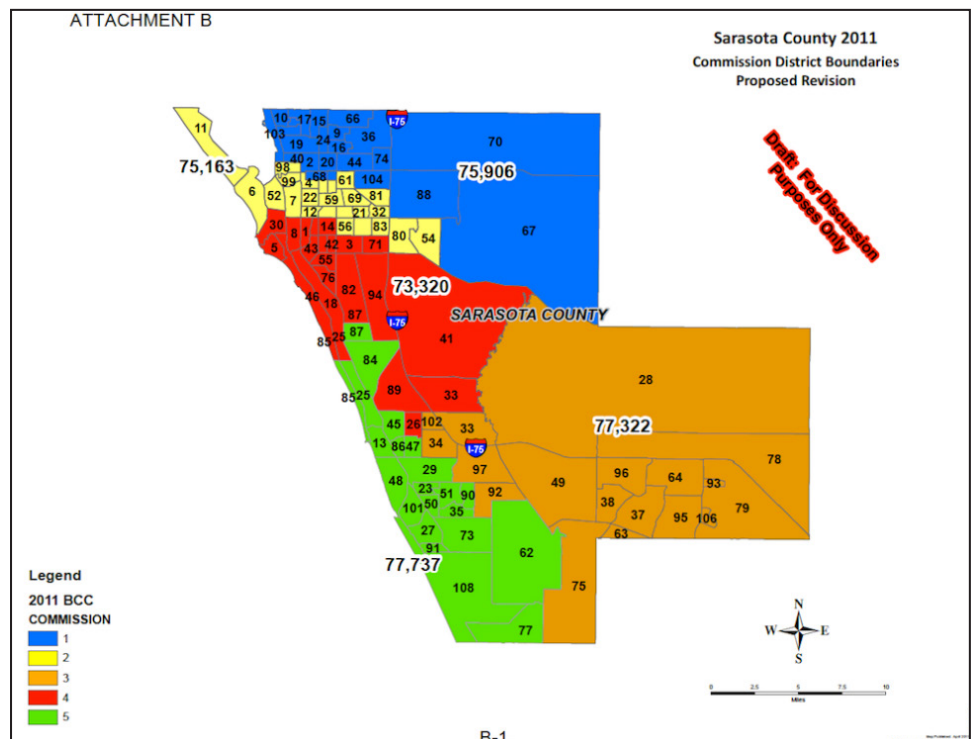 ATTACHMENT B
Sarasota County 2011
Commission District Boundaries
Proposed Revision
Draft: For Discussion
Purposes Only
10 17 15 66 I-75
11 103 9 36 70
19 24 16
75,163 98 40 2 20 44 74 75,906
99 4 68 61 104
6 52 7 22 59 69 81 88
12 21 32 67
30 8 1 14 56 83 80 54
5 43 42 3 71
55
76
46 18 82 94 73,320
87 I-75 SARASOTA COUNTY
85 25 87 41
84 28
85 25 89 33
45 26 102 33 77,322
13 86 47 34 I-75 78
29 97 96 64 93
48 23 51 90 92 49 38 79
101 50 35 37 95 106
27 73 63
91 62
77,737 75
108
77
Legend
2011 BCC
COMMISSION
1
2
3
4
5
N
W E
S
0 2.5 5 7.5 10
Miles
B-1